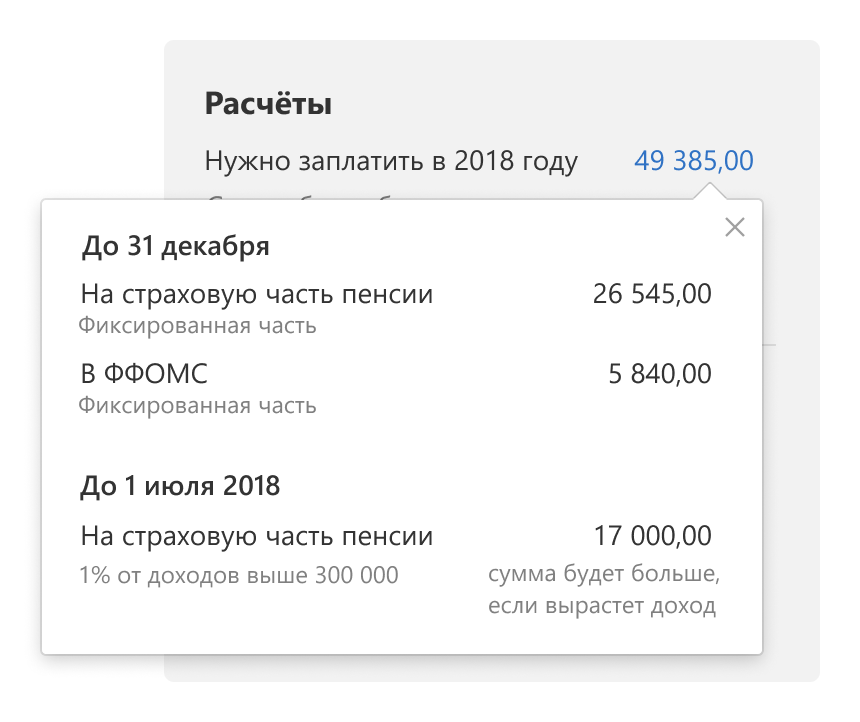 Расчёты
Нужно заплатить в 2018 году 49 385,00
До 31 декабря
На страховую часть пенсии 26 545,00
Фиксированная часть
В ФФОМС 5 840,00
Фиксированная часть
До 1 июля 2018
На страховую часть пенсии 17 000,00
1% от доходов выше 300 000 сумма будет больше,
если вырастет доход